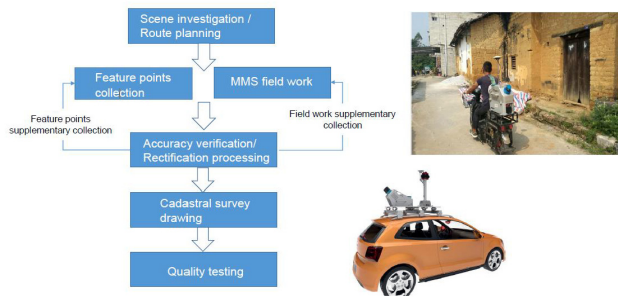 Scene investigation /
Route planning
Feature points
collection
MMS field work
Feature points
supplementary collection
Field work supplementary
collection
Accuracy verification/
Rectification processing
Cadastral survey
drawing
Quality testing